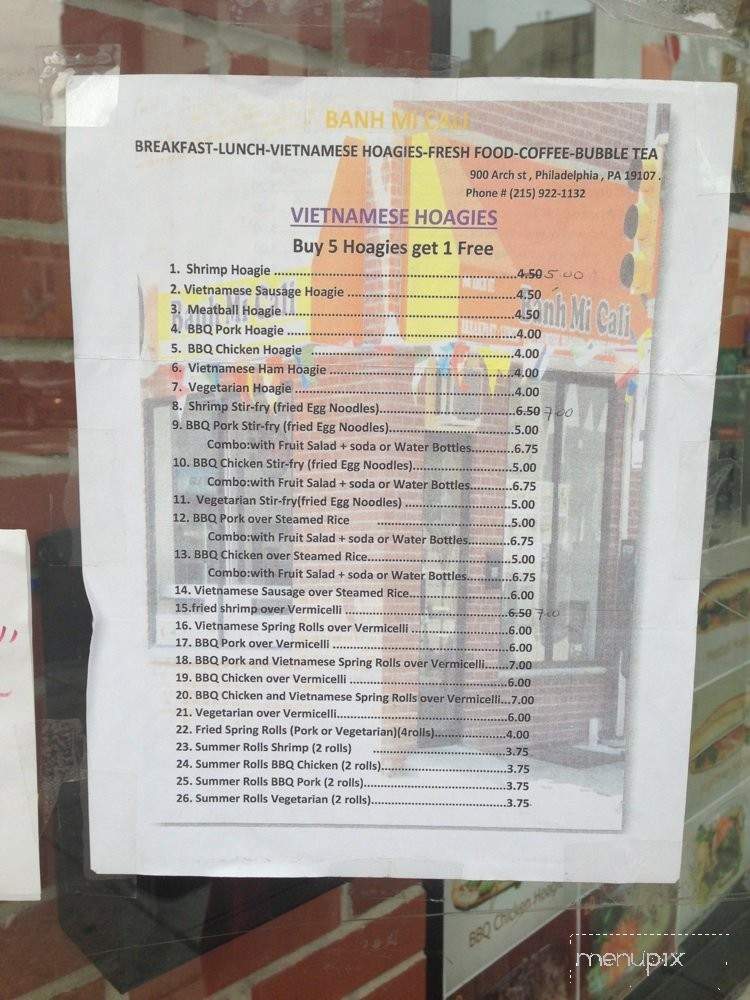 BANH MI CALI
BREAKFAST-LUNCH-VIETNAMESE HOAGIES-FRESH FOOD-COFFEE-BUBBLE TEA
900 Arch st , Philadelphia , PA 19107 .
Phone # (215) 922-1132
VIETNAMESE HOAGIES
Buy 5 Hoagies get 1 Free
1. Shrimp Hoagie ........4.50 5.00
2. Vietnamese Sausage Hoagie ........4.50
3. Meatball Hoagie ........4.50
4. BBQ Pork Hoagie ........4.00
5. BBQ Chicken Hoagie ........4.00
6. Vietnamese Ham Hoagie ........4.00
7. Vegetarian Hoagie ........4.00
8. Shrimp Stir-fry (fried Egg Noodles)........6.50 7.00
9. BBQ Pork Stir-fry (fried Egg Noodles)........5.00
Combo:with Fruit Salad + soda or Water Bottles........6.75
10. BBQ Chicken Stir-fry (fried Egg Noodles)........5.00
Combo:with Fruit Salad + soda or Water Bottles........6.75
11. Vegetarian Stir-fry(fried Egg Noodles) ........5.00
12. BBQ Pork over Steamed Rice ........5.00
Combo:with Fruit Salad + soda or Water Bottles........6.75
13. BBQ Chicken over Steamed Rice........5.00
Combo:with Fruit Salad + soda or Water Bottles........6.75
14. Vietnamese Sausage over Steamed Rice........6.00
15.fried shrimp over Vermicelli ........6.50 7.00
16. Vietnamese Spring Rolls over Vermicelli ........6.00
17. BBQ Pork over Vermicelli ........6.00
18. BBQ Pork and Vietnamese Spring Rolls over Vermicelli.......7.00
19. BBQ Chicken over Vermicelli ........6.00
20. BBQ Chicken and Vietnamese Spring Rolls over Vermicelli...7.00
21. Vegetarian over Vermicelli........6.00
22. Fried Spring Rolls (Pork or Vegetarian)(4rolls)........4.00
23. Summer Rolls Shrimp (2 rolls) ........3.75
24. Summer Rolls BBQ Chicken (2 rolls)........3.75
25. Summer Rolls BBQ Pork (2 rolls)........3.75
26. Summer Rolls Vegetarian (2 rolls)........3.75
Banh Mi Cali
Banh Mi Cali
BBQ Chicken Hoagie
menupix